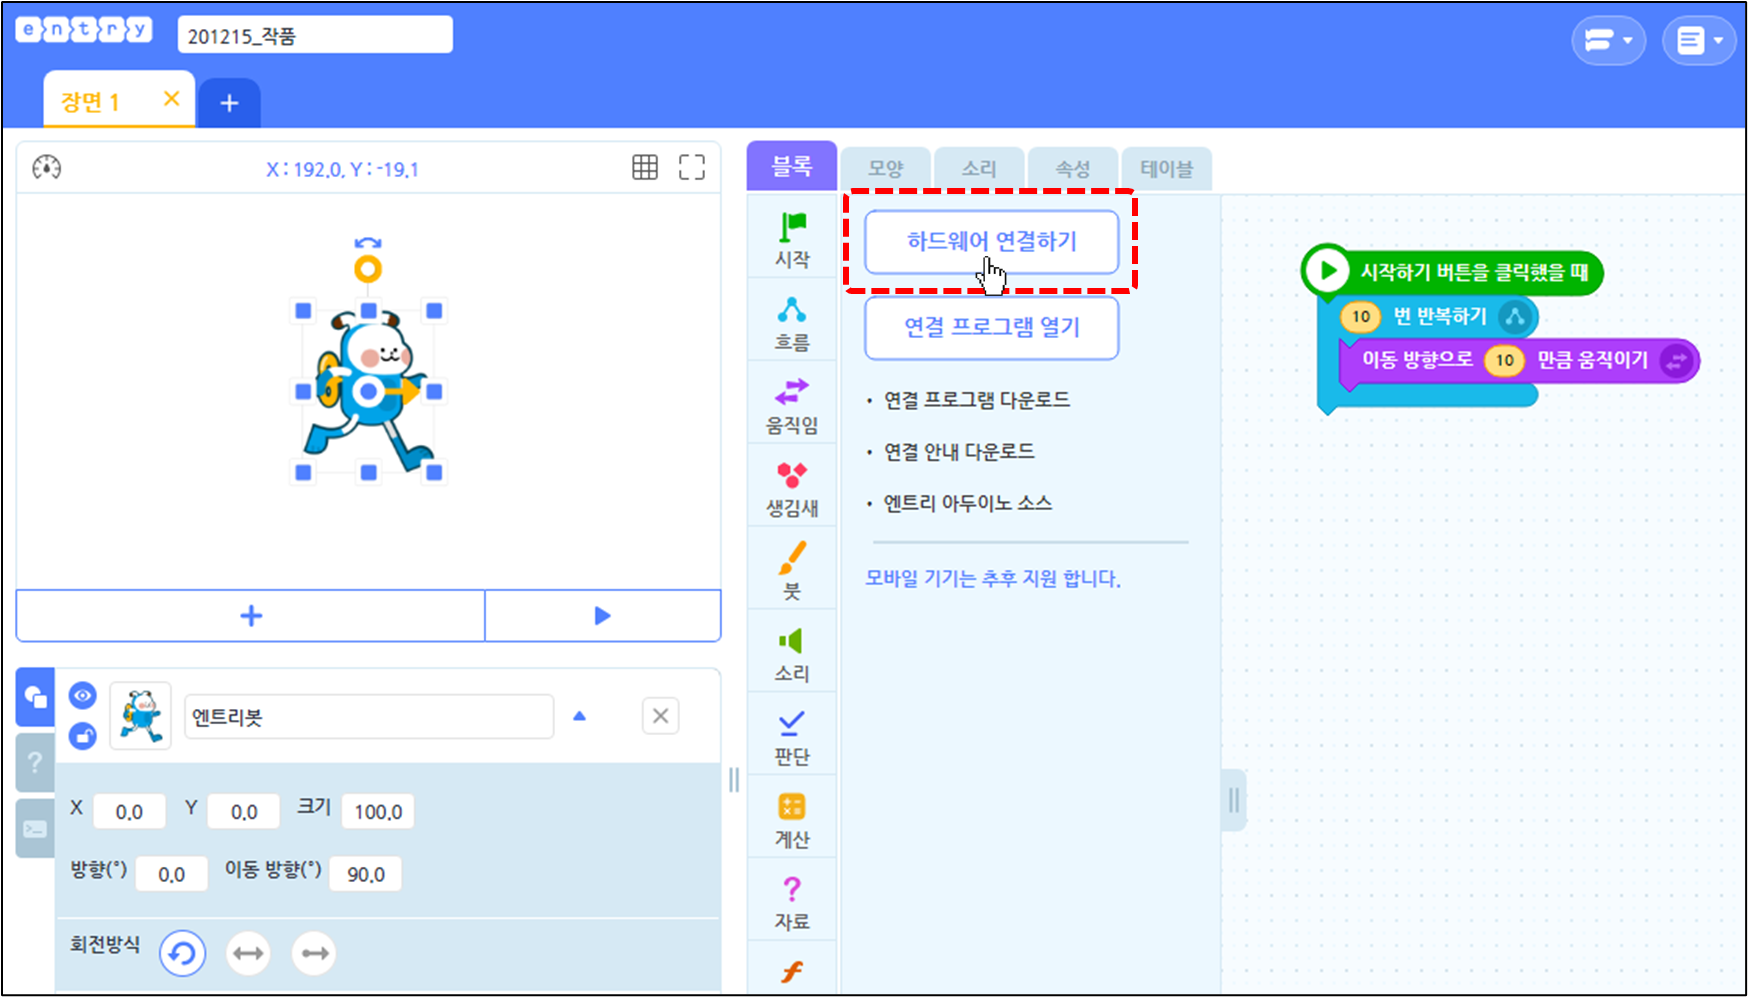 entry
201215_작품
장면 1
X : 192.0, Y : -19.1
엔트리봇
X 0.0 Y 0.0 크기 100.0
방향(°) 0.0 이동 방향(°) 90.0
회전방식
블록 모양 소리 속성 테이블
시작
흐름
움직임
생김새
붓
소리
판단
계산
자료
하드웨어 연결하기
연결 프로그램 열기
• 연결 프로그램 다운로드
• 연결 안내 다운로드
• 엔트리 아두이노 소스
모바일 기기는 추후 지원 합니다.
시작하기 버튼을 클릭했을 때
10 번 반복하기
이동 방향으로 10 만큼 움직이기